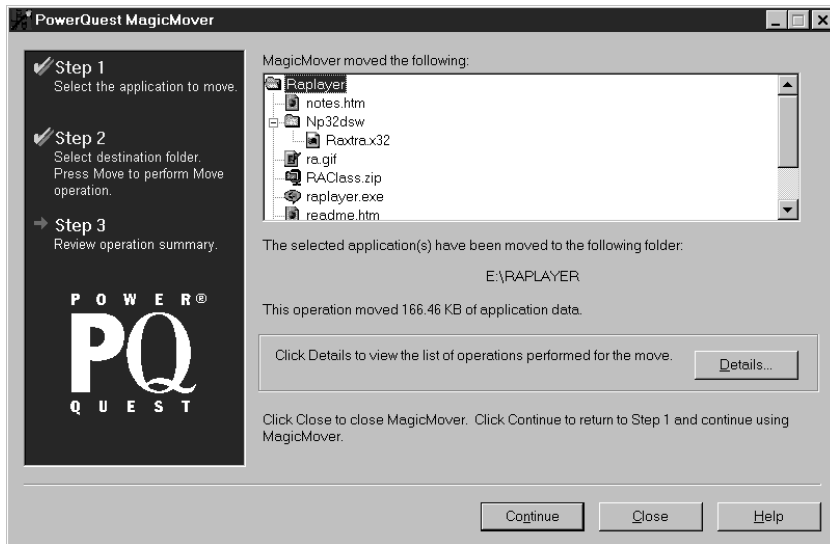 PowerQuest MagicMover
Step 1
Select the application to move.
Step 2
Select destination folder.
Press Move to perform Move
operation.
Step 3
Review operation summary.
POWER®
PQ
QUEST
MagicMover moved the following:
Raplayer
notes.htm
Np32dsw
Raxtra.x32
ra.gif
RAClass.zip
raplayer.exe
readme.htm
The selected application(s) have been moved to the following folder:
E:\RAPLAYER
This operation moved 166.46 KB of application data.
Click Details to view the list of operations performed for the move.
Details...
Click Close to close MagicMover. Click Continue to return to Step 1 and continue using
MagicMover.
Continue
Close
Help